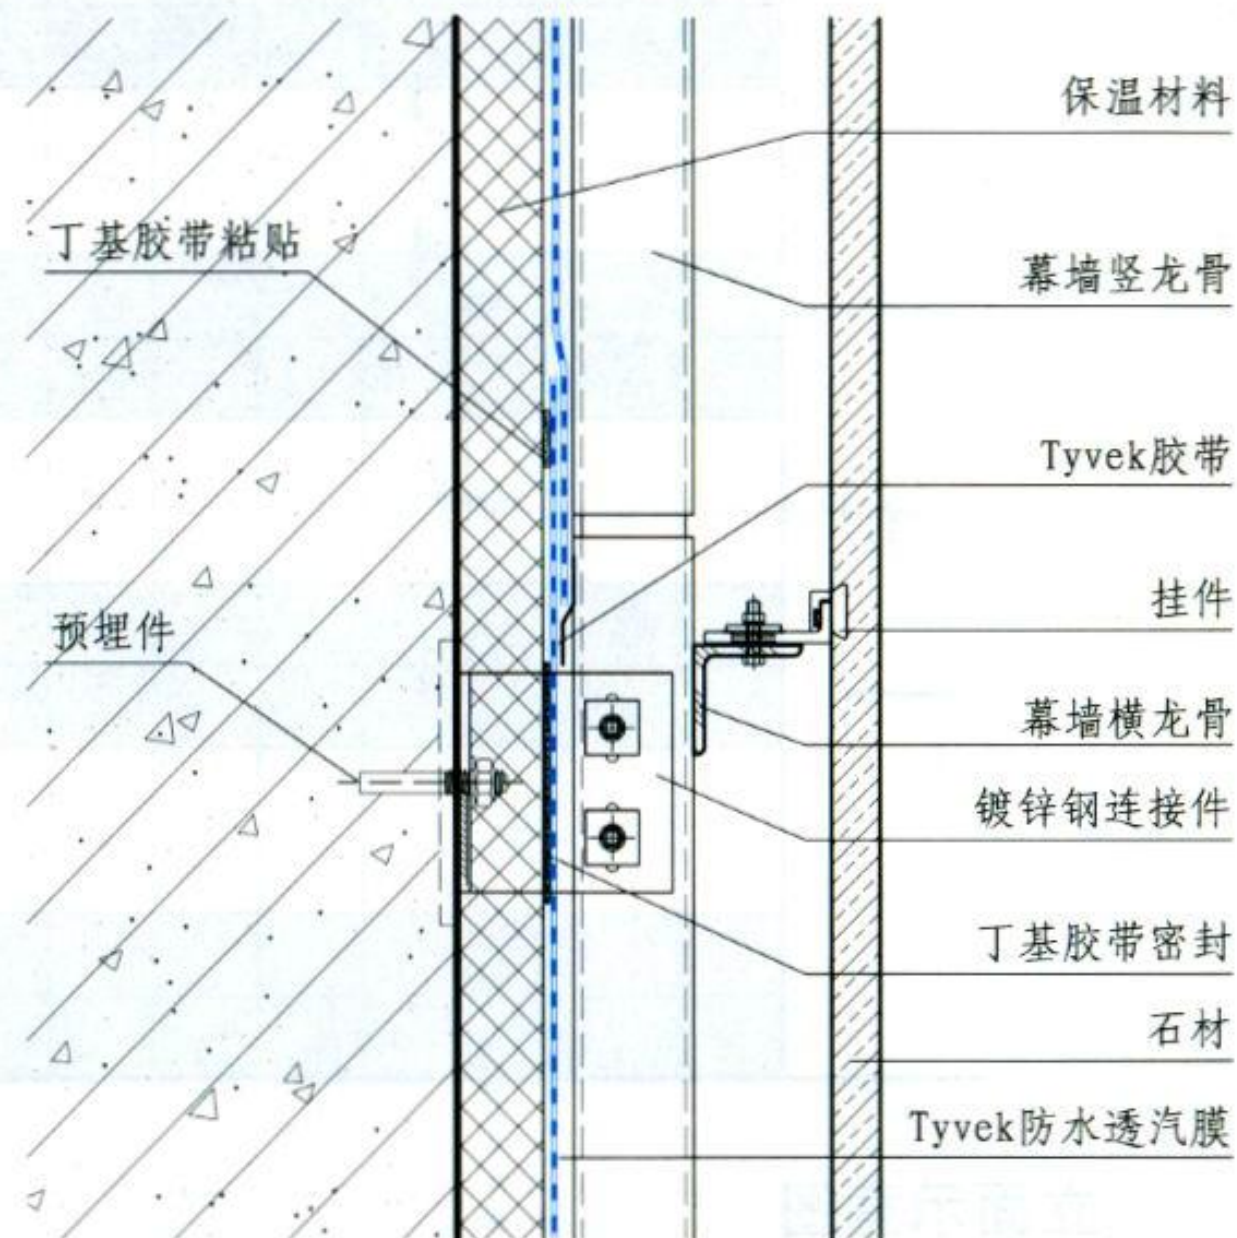 保温材料
丁基胶带粘贴
幕墙竖龙骨
Tyvek胶带
挂件
预埋件
幕墙横龙骨
镀锌钢连接件
丁基胶带密封
石材
Tyvek防水透汽膜